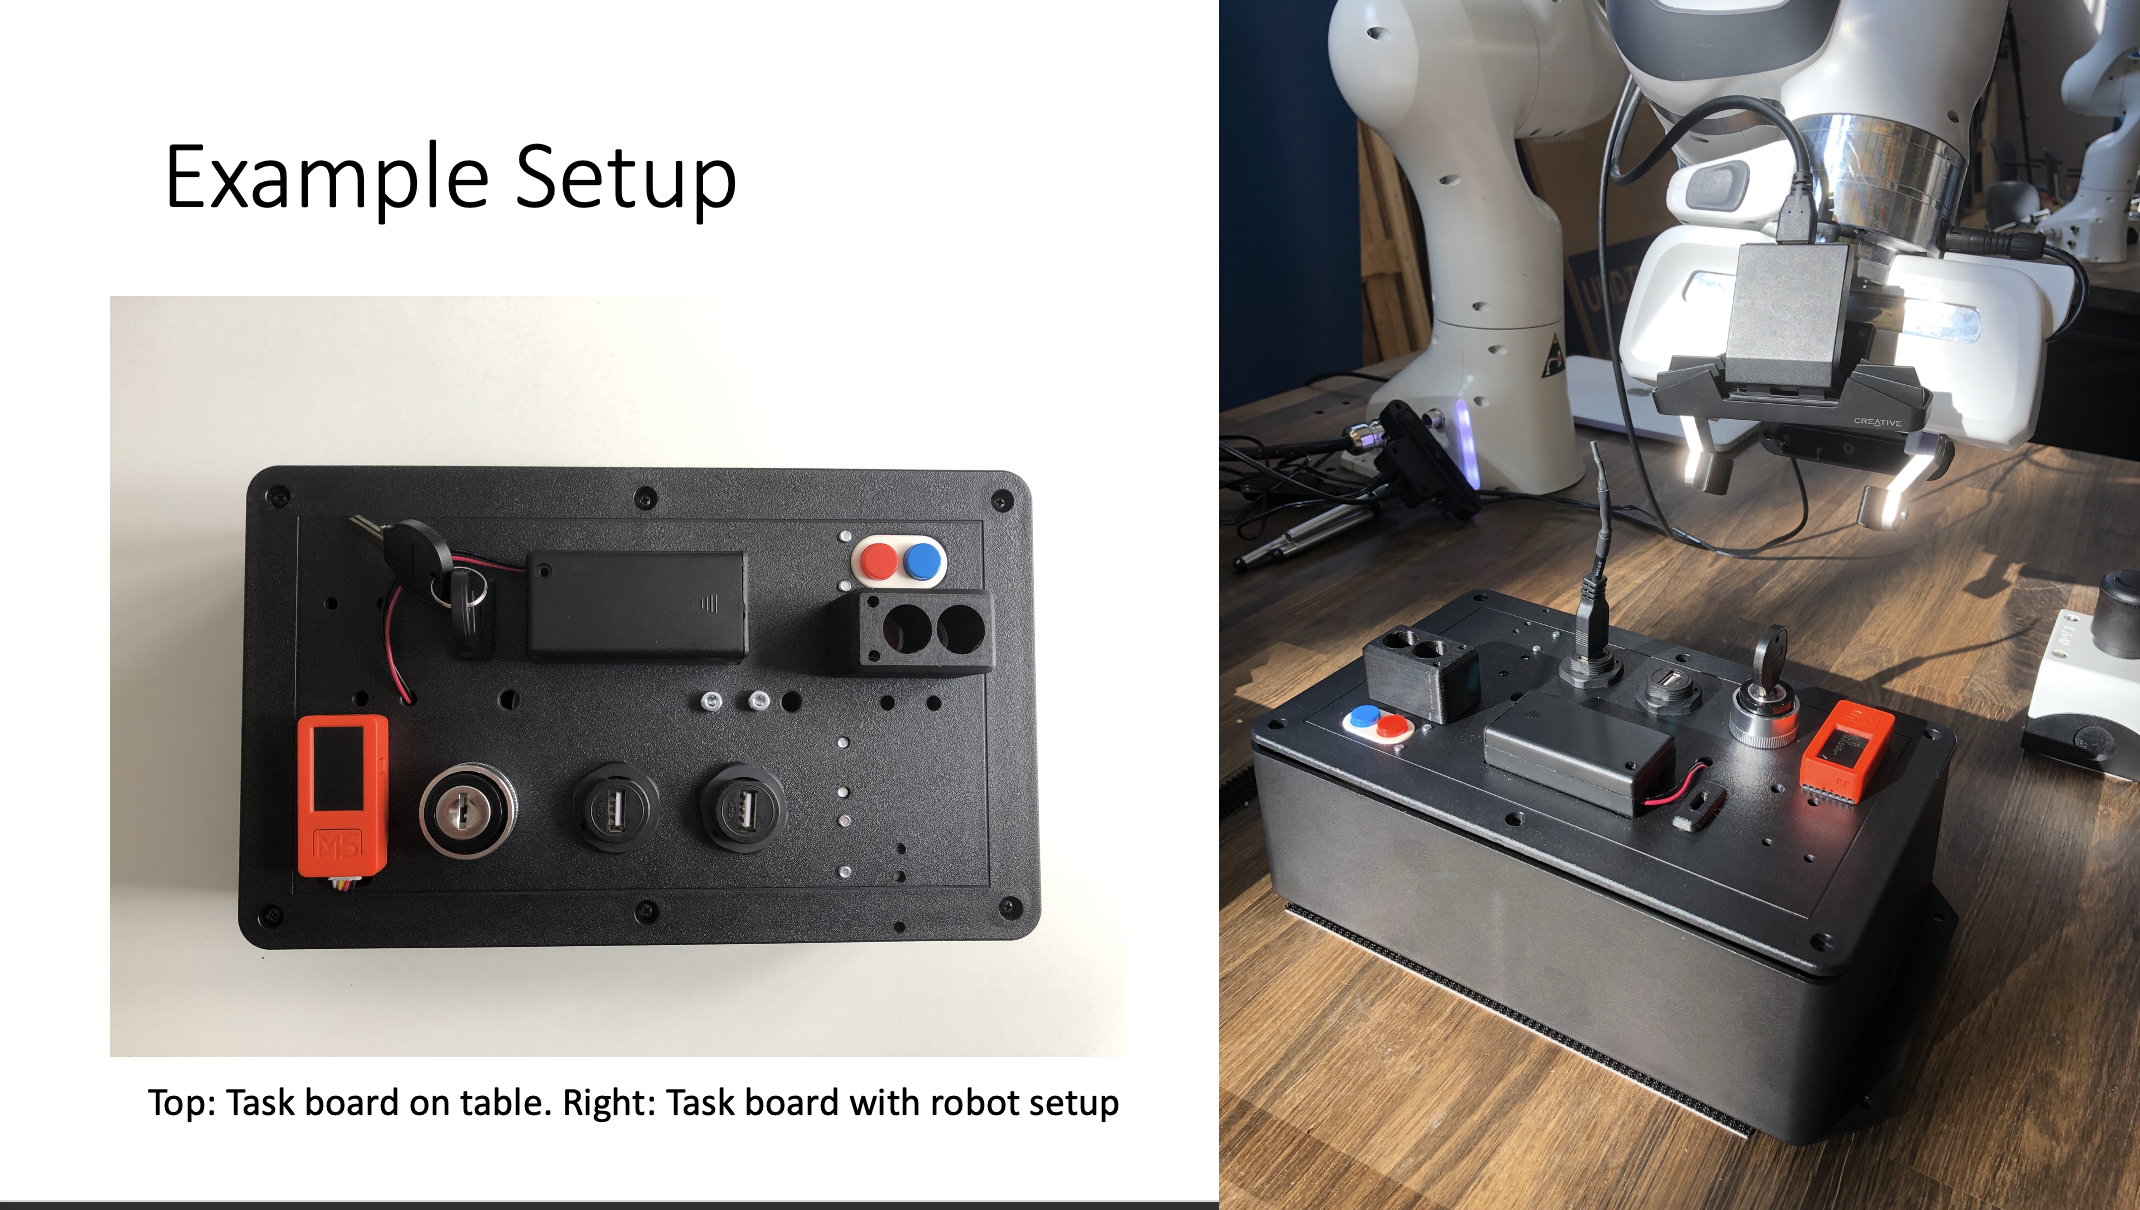 Example Setup
M5
Top: Task board on table. Right: Task board with robot setup
CREATIVE